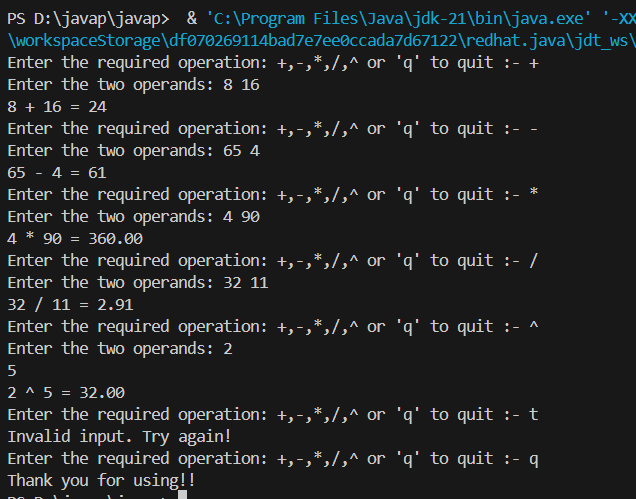 PS D:\javap\javap>  & 'C:\Program Files\Java\jdk-21\bin\java.exe' '-XX
\workspaceStorage\df070269114bad7e7ee0ccada7d67122\redhat.java\jdt_ws\
Enter the required operation: +,-,*,/,^ or 'q' to quit :- +
Enter the two operands: 8 16
8 + 16 = 24
Enter the required operation: +,-,*,/,^ or 'q' to quit :- -
Enter the two operands: 65 4
65 - 4 = 61
Enter the required operation: +,-,*,/,^ or 'q' to quit :- *
Enter the two operands: 4 90
4 * 90 = 360.00
Enter the required operation: +,-,*,/,^ or 'q' to quit :- /
Enter the two operands: 32 11
32 / 11 = 2.91
Enter the required operation: +,-,*,/,^ or 'q' to quit :- ^
Enter the two operands: 2
5
2 ^ 5 = 32.00
Enter the required operation: +,-,*,/,^ or 'q' to quit :- t
Invalid input. Try again!
Enter the required operation: +,-,*,/,^ or 'q' to quit :- q
Thank you for using!!
PS D:\javap\javap>